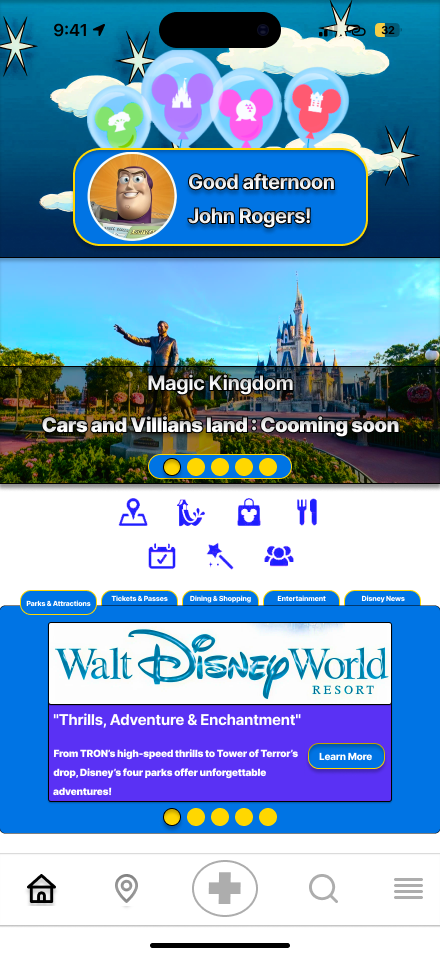 9:41
32
Good afternoon
John Rogers!
Magic Kingdom
Cars and Villians land : Cooming soon
Parks & Attractions
Tickets & Passes
Dining & Shopping
Entertainment
Disney News
Walt Disney World
RESORT
"Thrills, Adventure & Enchantment"
From TRON's high-speed thrills to Tower of Terror's
drop, Disney's four parks offer unforgettable
adventures!
Learn More